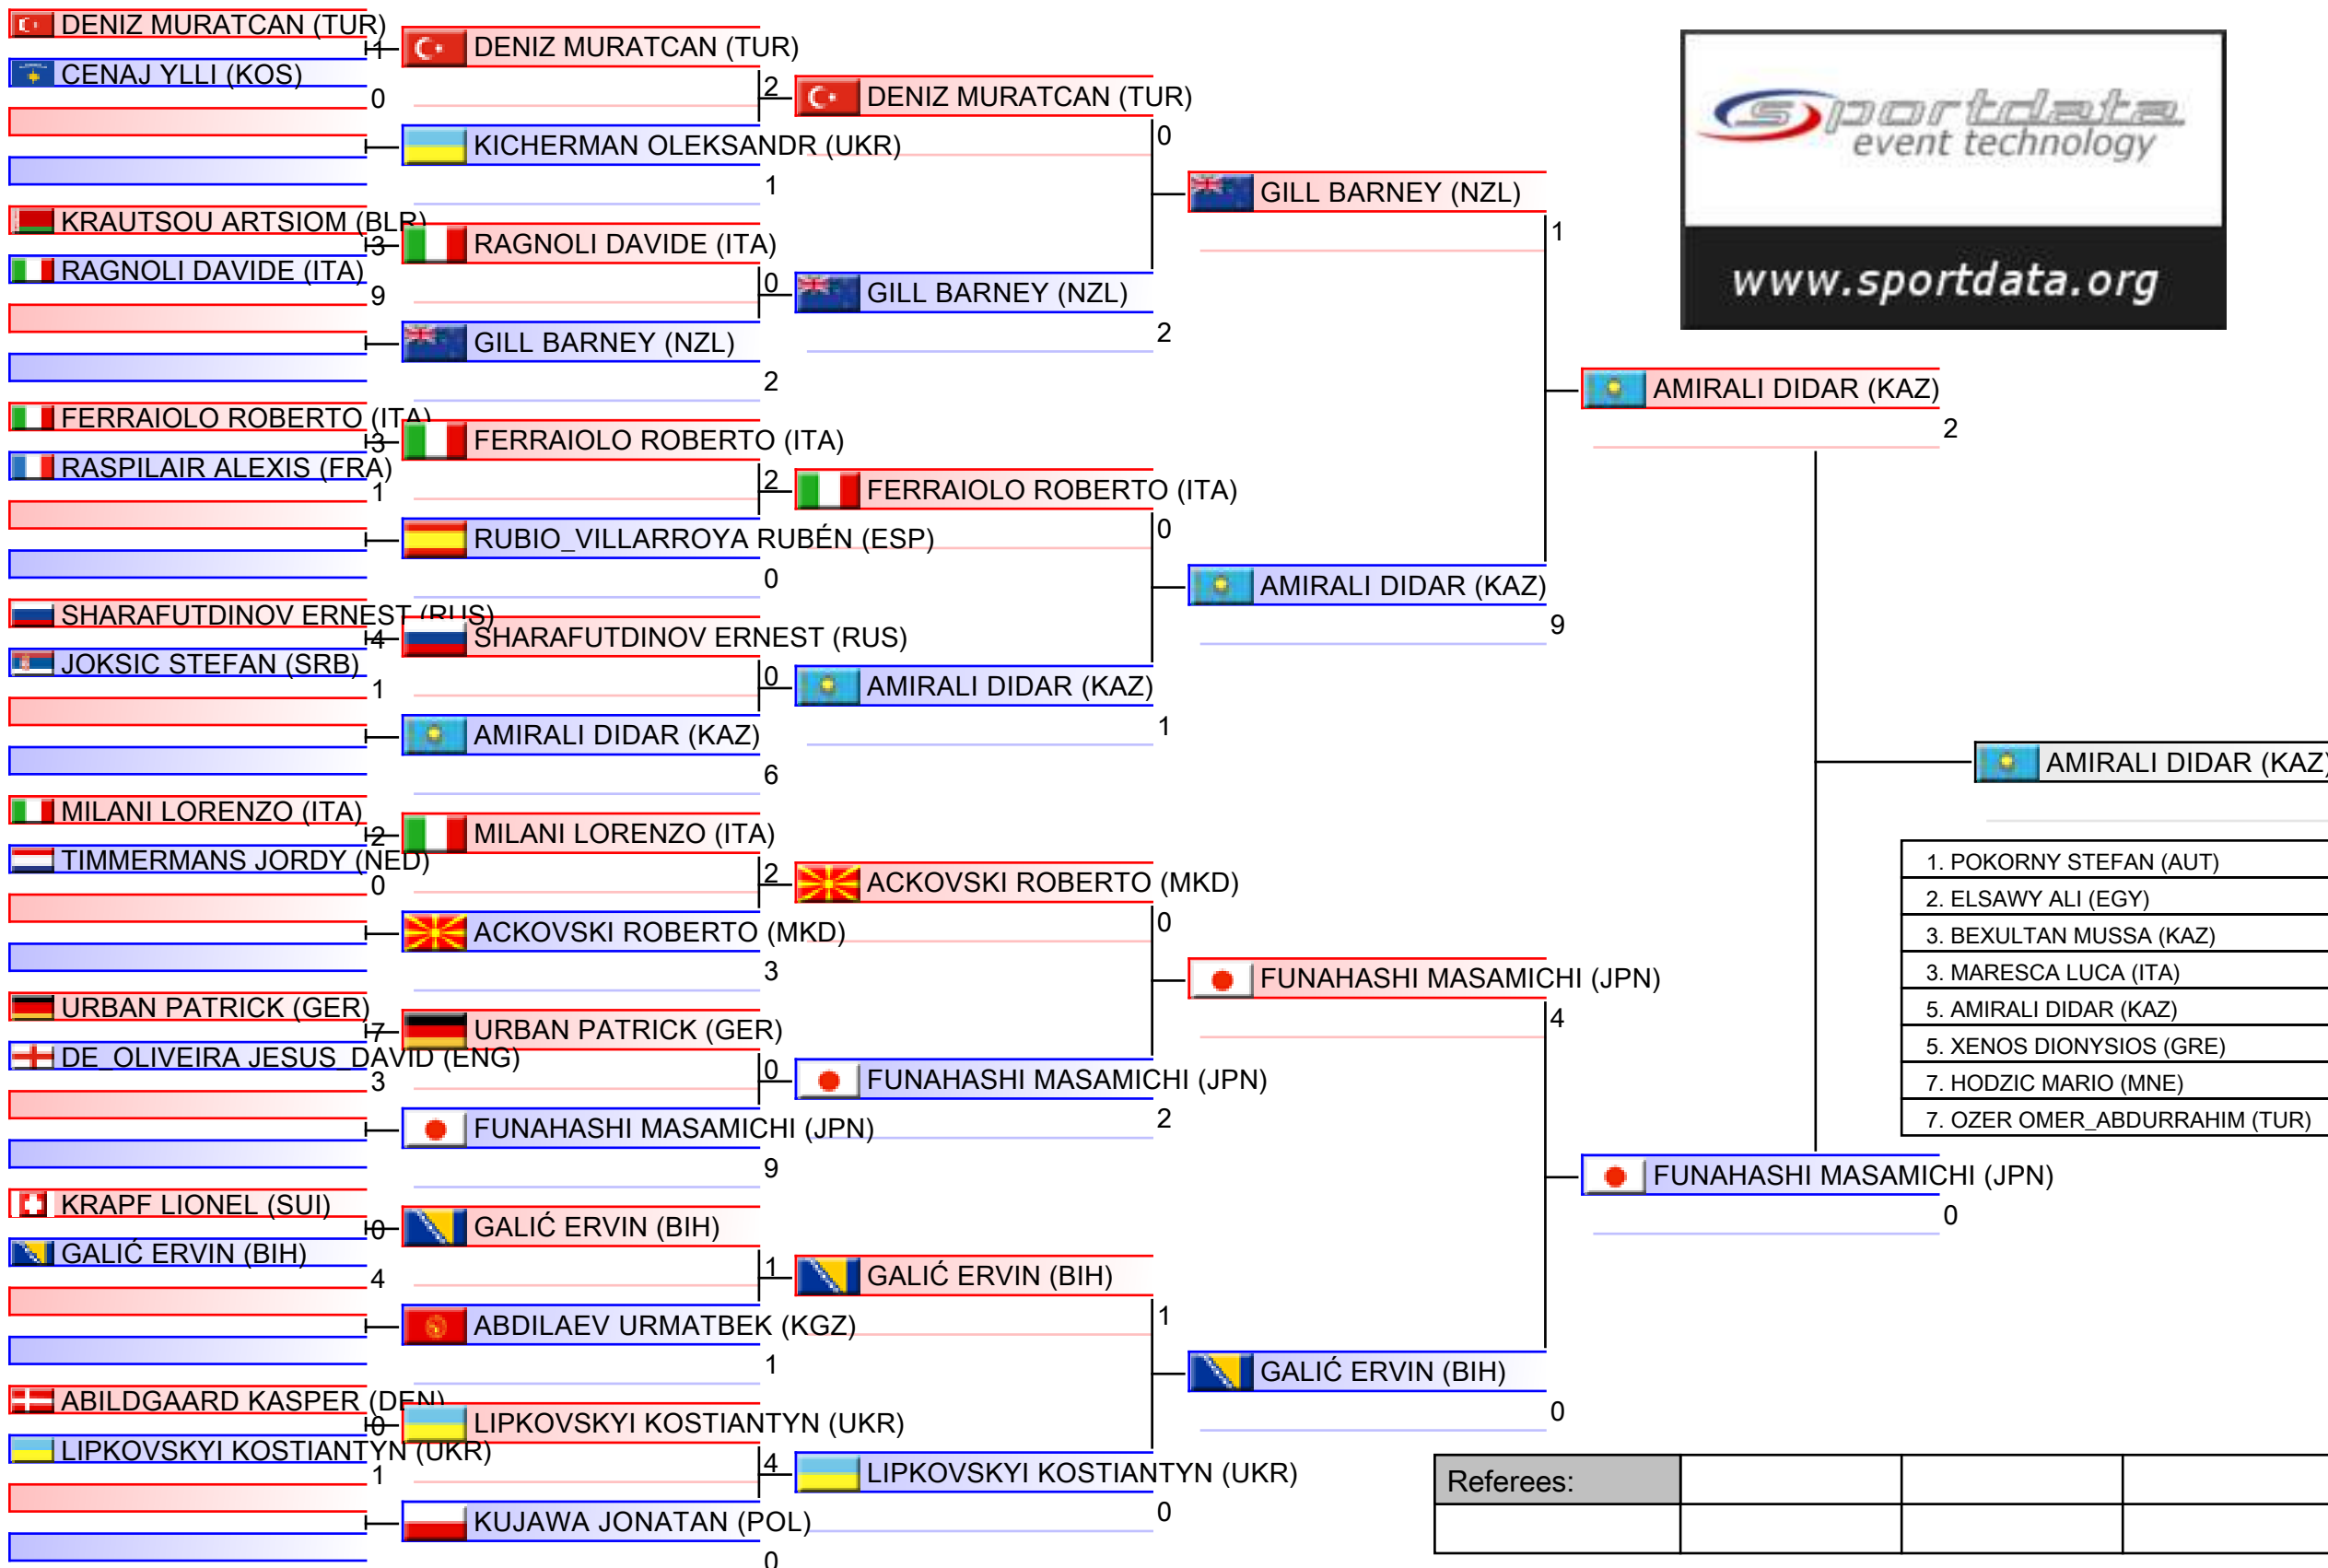 DENIZ MURATCAN (TUR)
1
CENAJ YLLI (KOS)
0
KRAUTSOU ARTSIOM (BLR)
3
RAGNOLI DAVIDE (ITA)
9
FERRAIOLO ROBERTO (ITA)
3
RASPILAIR ALEXIS (FRA)
1
SHARAFUTDINOV ERNEST (RUS)
4
JOKSIC STEFAN (SRB)
1
MILANI LORENZO (ITA)
2
TIMMERMANS JORDY (NED)
0
URBAN PATRICK (GER)
7
DE_OLIVEIRA JESUS_DAVID (ENG)
3
KRAPF LIONEL (SUI)
0
GALIĆ ERVIN (BIH)
4
ABILDGAARD KASPER (DEN)
0
LIPKOVSKYI KOSTIANTYN (UKR)
1
DENIZ MURATCAN (TUR)
2
KICHERMAN OLEKSANDR (UKR)
1
RAGNOLI DAVIDE (ITA)
0
GILL BARNEY (NZL)
2
FERRAIOLO ROBERTO (ITA)
2
RUBIO_VILLARROYA RUBÉN (ESP)
0
SHARAFUTDINOV ERNEST (RUS)
0
AMIRALI DIDAR (KAZ)
6
MILANI LORENZO (ITA)
2
ACKOVSKI ROBERTO (MKD)
3
URBAN PATRICK (GER)
0
FUNAHASHI MASAMICHI (JPN)
9
GALIĆ ERVIN (BIH)
1
ABDILAEV URMATBEK (KGZ)
1
LIPKOVSKYI KOSTIANTYN (UKR)
4
KUJAWA JONATAN (POL)
0
DENIZ MURATCAN (TUR)
0
GILL BARNEY (NZL)
2
FERRAIOLO ROBERTO (ITA)
0
AMIRALI DIDAR (KAZ)
1
ACKOVSKI ROBERTO (MKD)
0
FUNAHASHI MASAMICHI (JPN)
2
GALIĆ ERVIN (BIH)
1
LIPKOVSKYI KOSTIANTYN (UKR)
0
GILL BARNEY (NZL)
1
AMIRALI DIDAR (KAZ)
9
FUNAHASHI MASAMICHI (JPN)
4
GALIĆ ERVIN (BIH)
0
AMIRALI DIDAR (KAZ)
2
FUNAHASHI MASAMICHI (JPN)
0
sportdata
event technology
www.sportdata.org
AMIRALI DIDAR (KAZ)
1. POKORNY STEFAN (AUT)
2. ELSAWY ALI (EGY)
3. BEXULTAN MUSSA (KAZ)
3. MARESCA LUCA (ITA)
5. AMIRALI DIDAR (KAZ)
5. XENOS DIONYSIOS (GRE)
7. HODZIC MARIO (MNE)
7. OZER OMER_ABDURRAHIM (TUR)
Referees: